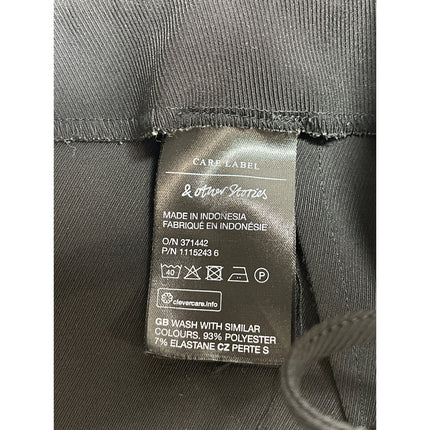 CARE LABEL
& other Stories
MADE IN INDONESIA
FABRIQUÉ EN INDONÉSIE
O/N 371442
P/N 1115243 6
40 P
clevercare.info
GB WASH WITH SIMILAR
COLOURS, 93% POLYESTER
7% ELASTANE CZ PERTE S